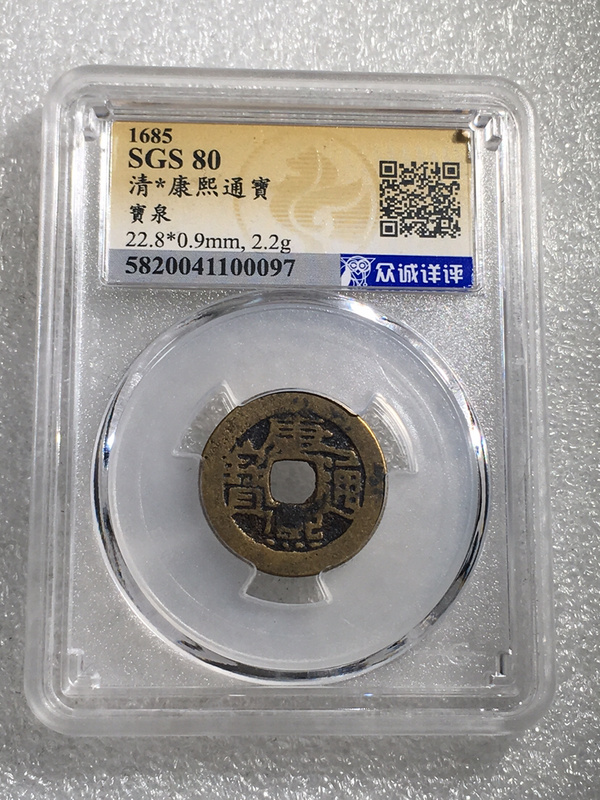 1685
SGS 80
清*康熙通寶
寶泉
22.8*0.9mm, 2.2g
5820041100097
众诚详评
康熙通寶